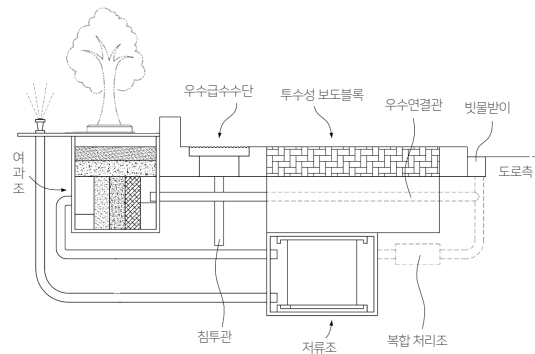 우수급수수단
투수성 보도블록
우수연결관
빗물받이
여
과
조
도로측
침투관
저류조
복합 처리조